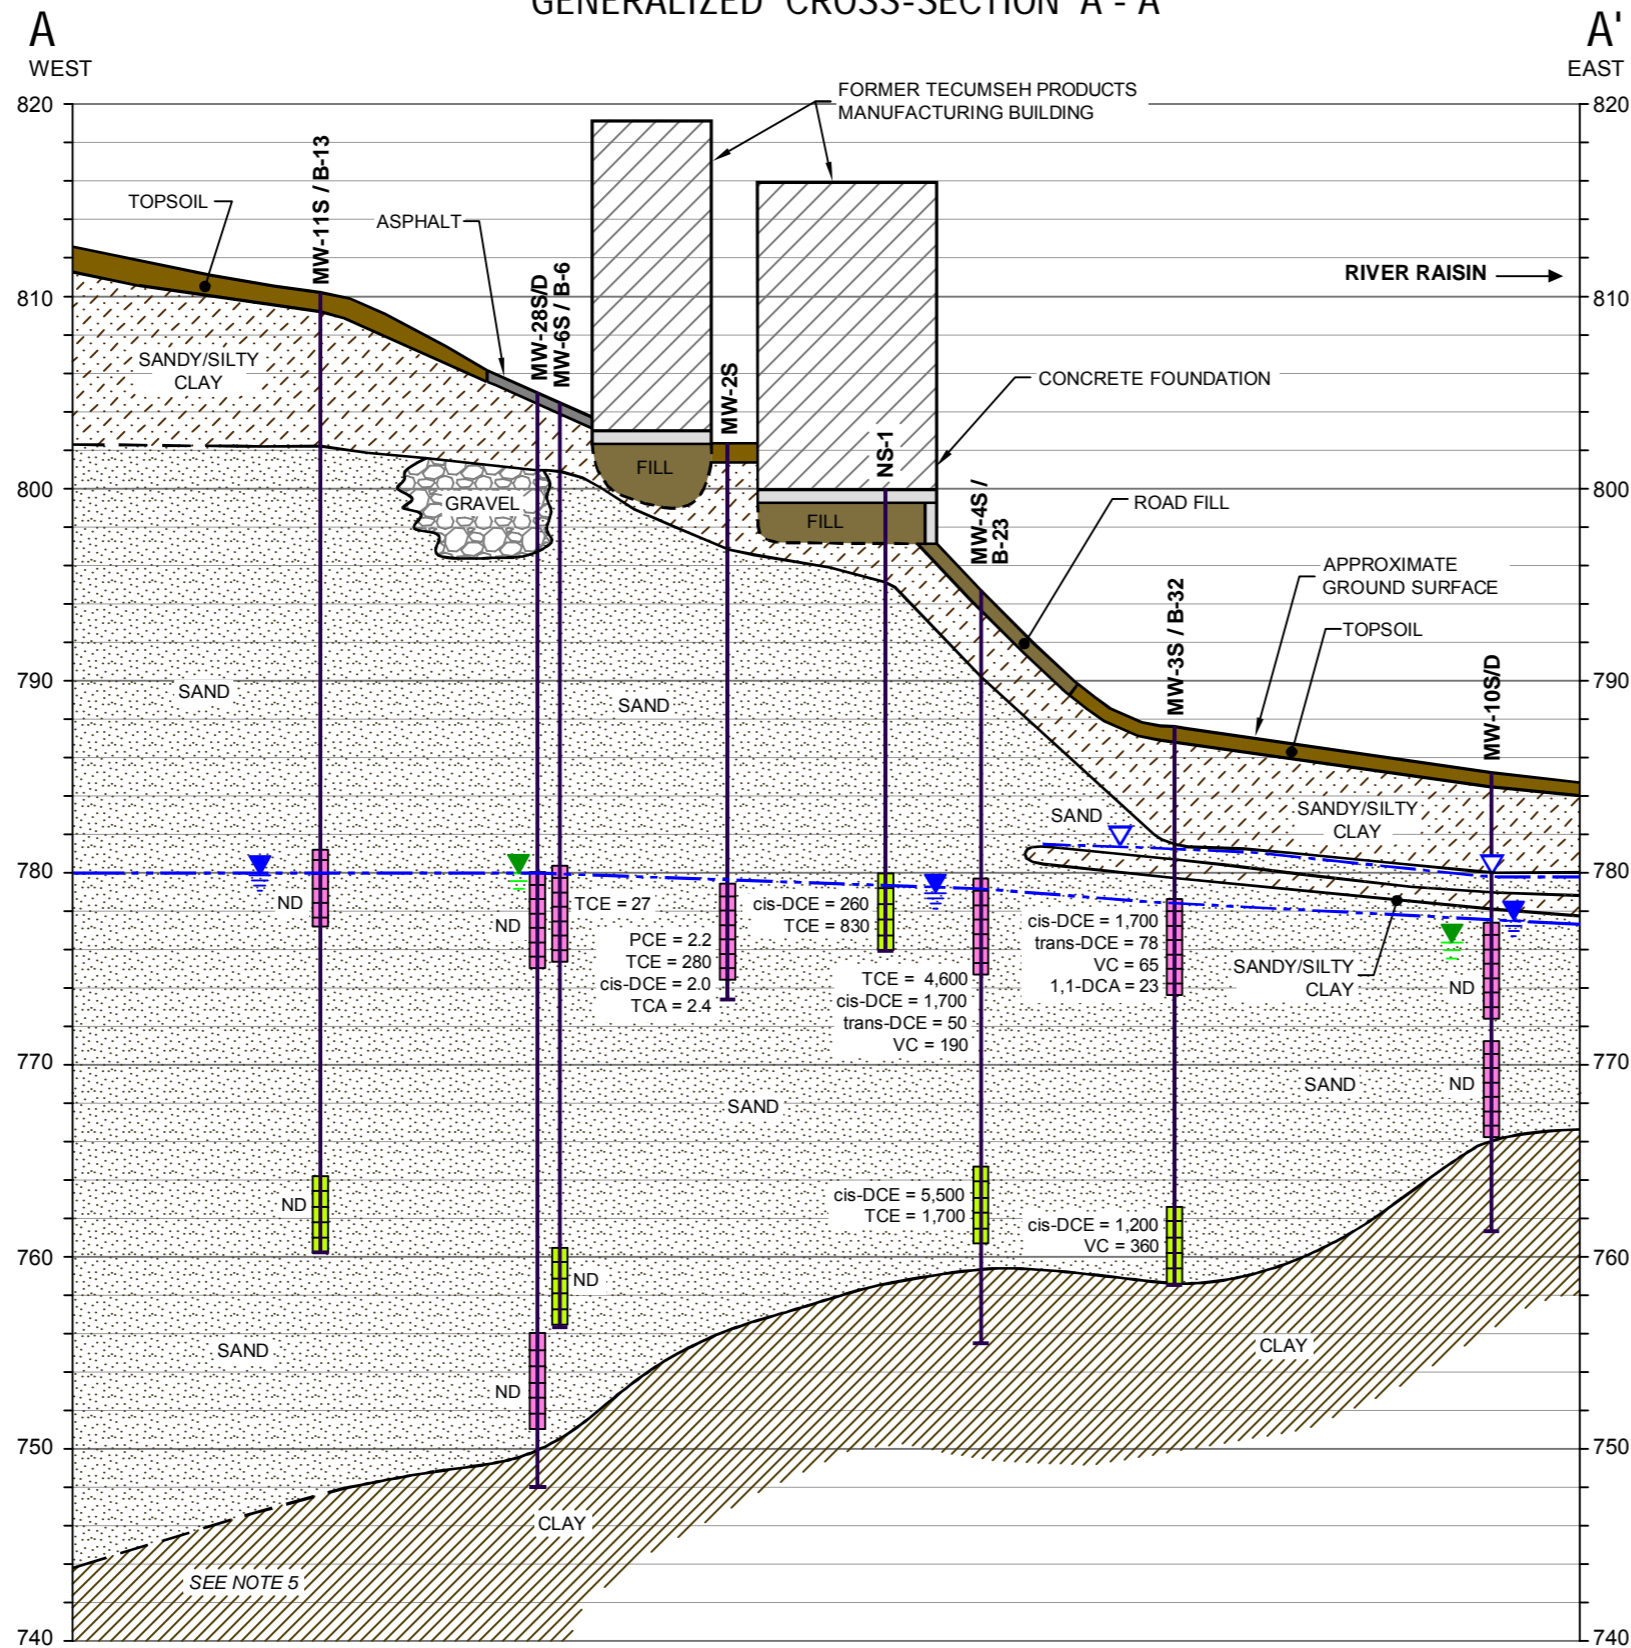 GENERALIZED CROSS-SECTION A - A'
A
A'
WEST
EAST
FORMER TECUMSEH PRODUCTS
MANUFACTURING BUILDING
820
820
MW-11S / B-13
TOPSOIL
ASPHALT
RIVER RAISIN
810
810
MW-28S/D
MW-6S / B-6
SANDY/SILTY
CLAY
MW-2S
CONCRETE FOUNDATION
NS-1
FILL
800
800
GRAVEL
FILL
MW-4S /
B-23
ROAD FILL
APPROXIMATE
GROUND SURFACE
MW-3S / B-32
TOPSOIL
MW-10S/D
790
790
SAND
SAND
SAND
SANDY/SILTY
CLAY
780
780
ND
TCE = 27
ND
cis-DCE = 260
TCE = 830
PCE = 2.2
TCE = 280
cis-DCE = 2.0
TCA = 2.4
TCE = 4,600
cis-DCE = 1,700
trans-DCE = 50
VC = 190
cis-DCE = 1,700
trans-DCE = 78
VC = 65
1,1-DCA = 23
SANDY/SILTY
CLAY
ND
770
770
SAND
SAND
ND
ND
cis-DCE = 5,500
TCE = 1,700
cis-DCE = 1,200
VC = 360
760
760
ND
SAND
CLAY
ND
750
750
CLAY
SEE NOTE 5
740
740